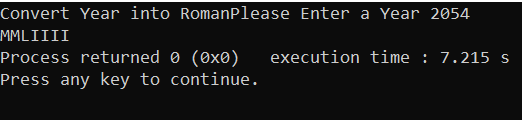 Convert Year into RomanPlease Enter a Year 2054
MMLIIII
Process returned 0 (0x0)   execution time : 7.215 s
Press any key to continue.